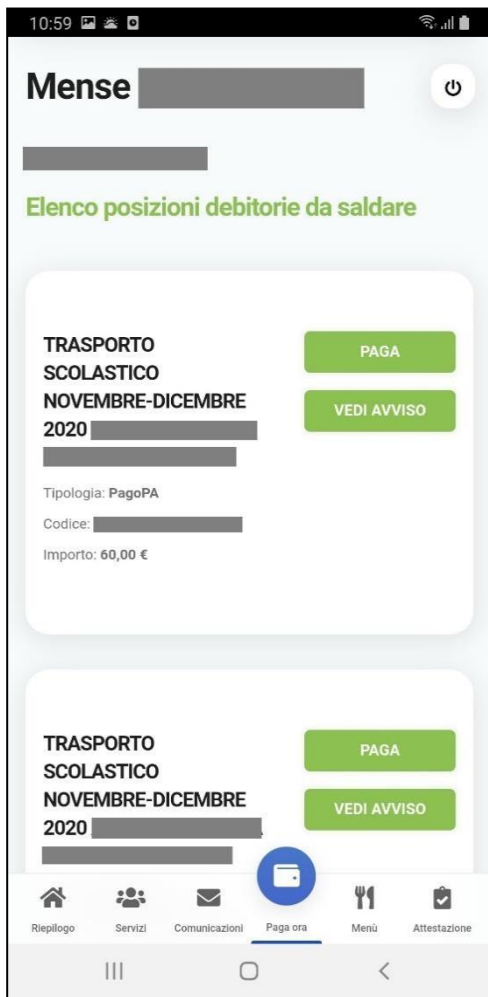 10:59
Mense
Elenco posizioni debitorie da saldare
TRASPORTO
SCOLASTICO
NOVEMBRE-DICEMBRE
2020
PAGA
VEDI AVVISO
Tipologia: PagoPA
Codice:
Importo: 60,00 €
TRASPORTO
SCOLASTICO
NOVEMBRE-DICEMBRE
2020
PAGA
VEDI AVVISO
Riepilogo
Servizi
Comunicazioni
Paga ora
Menù
Attestazione